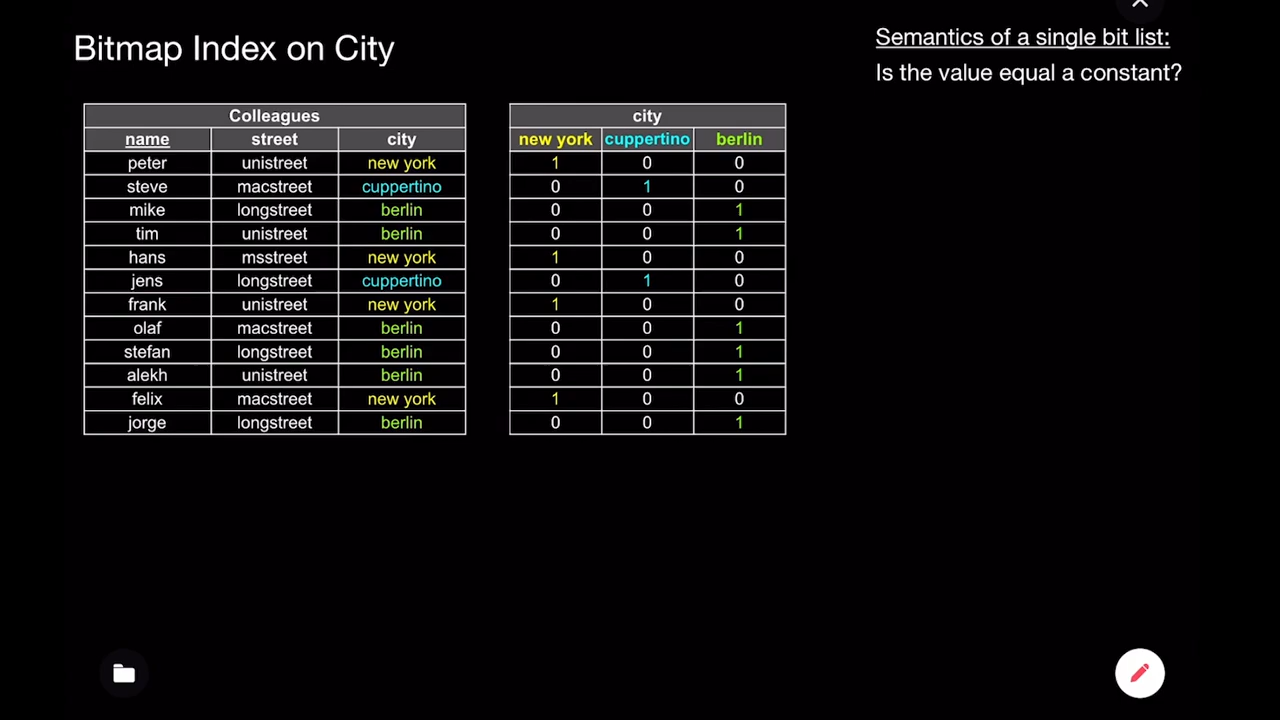 Bitmap Index on City
Semantics of a single bit list:
Is the value equal a constant?
Colleagues
name street city
peter unistreet new york
steve macstreet cuppertino
mike longstreet berlin
tim unistreet berlin
hans msstreet new york
jens longstreet cuppertino
frank unistreet new york
olaf macstreet berlin
stefan longstreet berlin
alekh unistreet berlin
felix macstreet new york
jorge longstreet berlin
city
new york cuppertino berlin
1 0 0
0 1 0
0 0 1
0 0 1
1 0 0
0 1 0
1 0 0
0 0 1
0 0 1
0 0 1
1 0 0
0 0 1